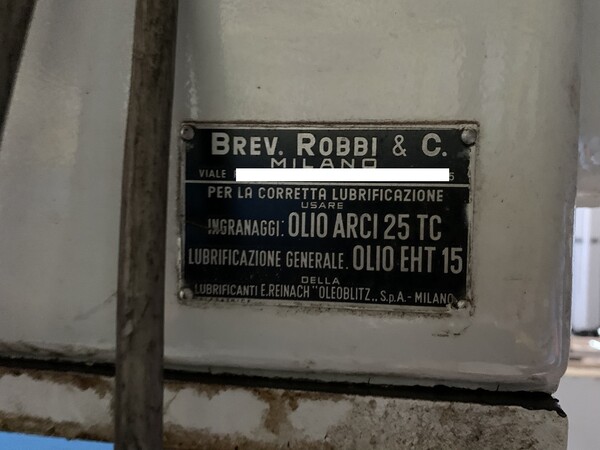 BREV. ROBBI & C.
MILANO
VIALE
PER LA CORRETTA LUBRIFICAZIONE
USARE
INGRANAGGI: OLIO ARCI 25 TC
LUBRIFICAZIONE GENERALE. OLIO EHT 15
DELLA
LUBRIFICANTI E.REINACH "OLEOBLITZ„ S.p.A. - MILANO